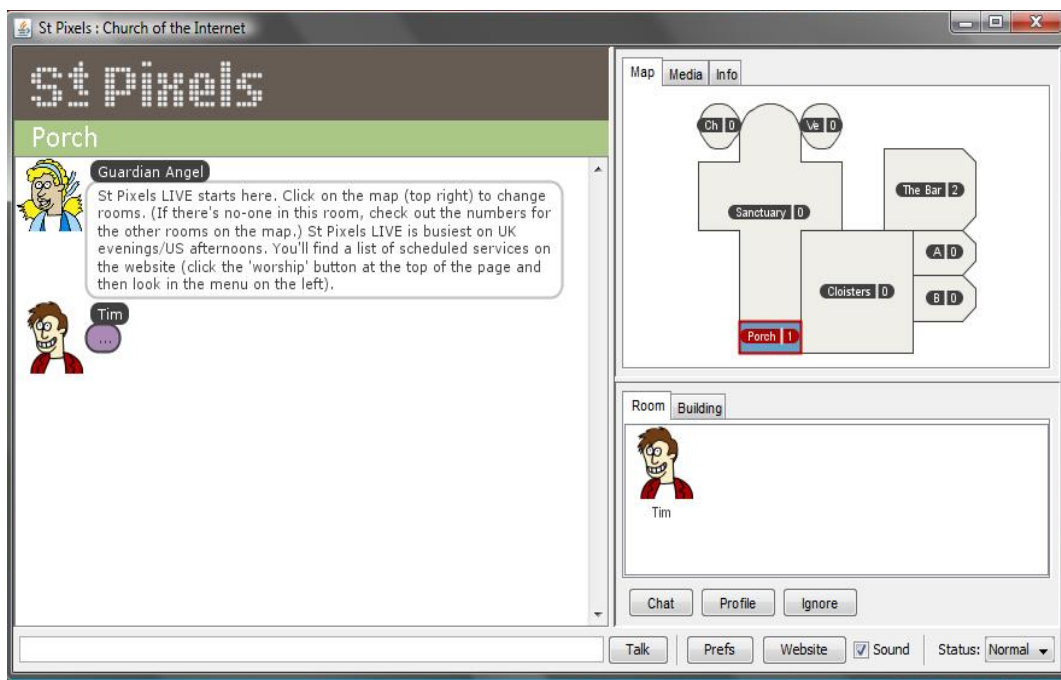 St Pixels : Church of the Internet
St Pixels
Porch
Guardian Angel
St Pixels LIVE starts here. Click on the map (top right) to change
rooms. (If there's no-one in this room, check out the numbers for
the other rooms on the map.) St Pixels LIVE is busiest on UK
evenings/US afternoons. You'll find a list of scheduled services on
the website (click the 'worship' button at the top of the page and
then look in the menu on the left).
Tim
...
Map Media Info
Ch 0
Ve 0
The Bar 2
Sanctuary 0
A 0
Cloisters 0
B 0
Porch 1
Room Building
Tim
Chat Profile Ignore
Talk Prefs Website Sound Status: Normal